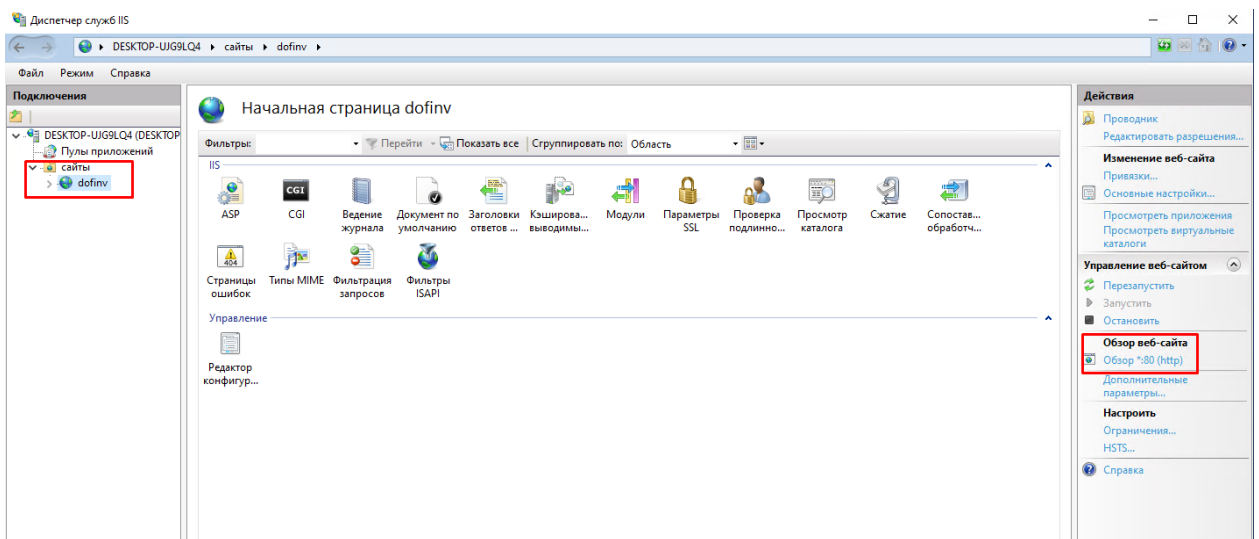 Диспетчер служб IIS
DESKTOP-UJG9LQ4 ▸ сайты ▸ dofinv ▸
Файл Режим Справка
Подключения
DESKTOP-UJG9LQ4 (DESKTOP
Пулы приложений
сайты
dofinv
Начальная страница dofinv
Фильтры: Перейти Показать все Сгруппировать по: Область
IIS
ASP CGI Ведение Документ по Заголовки Кэширова... Модули Параметры Проверка Просмотр Сжатие Сопостав...
журнала умолчанию ответов ... выводимы... SSL подлинно... каталога обработч...
404
Страницы Типы MIME Фильтрация Фильтры
ошибок запросов ISAPI
Управление
Редактор
конфигур...
Действия
Проводник
Редактировать разрешения...
Изменение веб-сайта
Привязки...
Основные настройки...
Просмотреть приложения
Просмотреть виртуальные
каталоги
Управление веб-сайтом
Перезапустить
Запустить
Остановить
Обзор веб-сайта
Обзор *:80 (http)
Дополнительные
параметры...
Настроить
Ограничения...
HSTS...
Справка